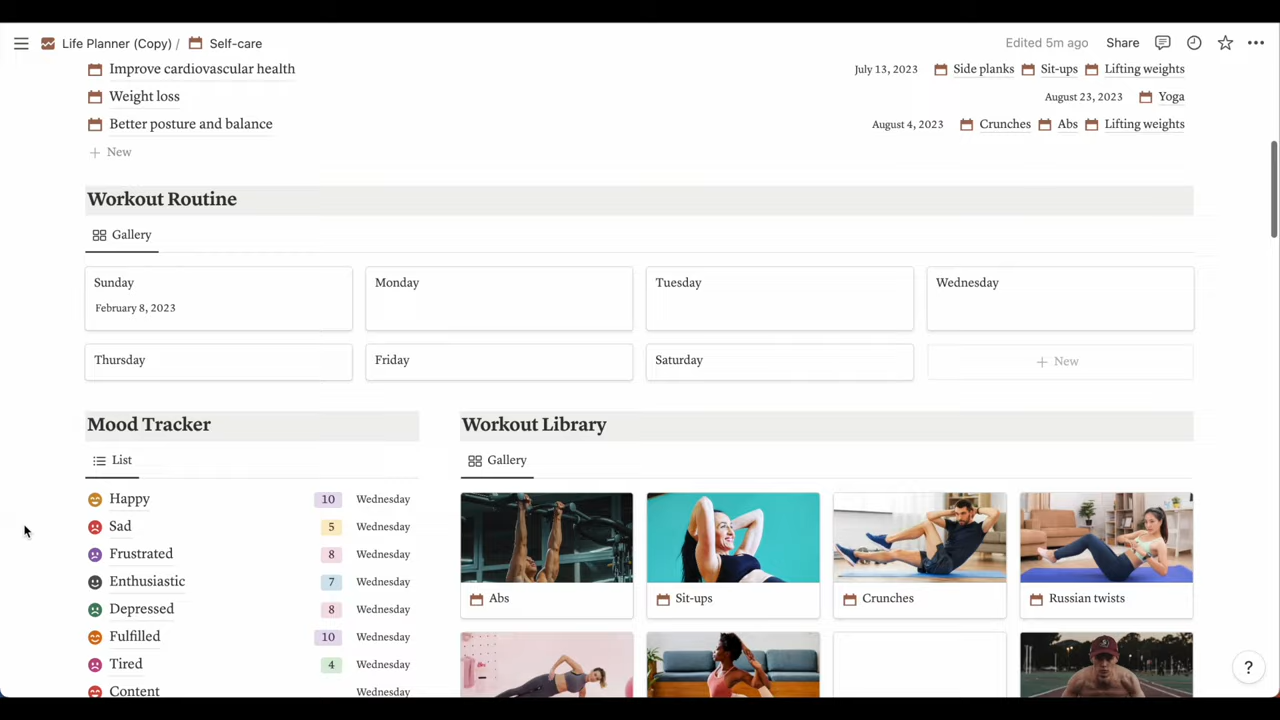 Life Planner (Copy) / Self-care Edited 5m ago Share
Improve cardiovascular health July 13, 2023 Side planks Sit-ups Lifting weights
Weight loss August 23, 2023 Yoga
Better posture and balance August 4, 2023 Crunches Abs Lifting weights
+ New
Workout Routine
Gallery
Sunday Monday Tuesday Wednesday
February 8, 2023
Thursday Friday Saturday + New
Mood Tracker
List
Happy 10 Wednesday
Sad 5 Wednesday
Frustrated 8 Wednesday
Enthusiastic 7 Wednesday
Depressed 8 Wednesday
Fulfilled 10 Wednesday
Tired 4 Wednesday
Content Wednesday
Workout Library
Gallery
Abs Sit-ups Crunches Russian twists
?